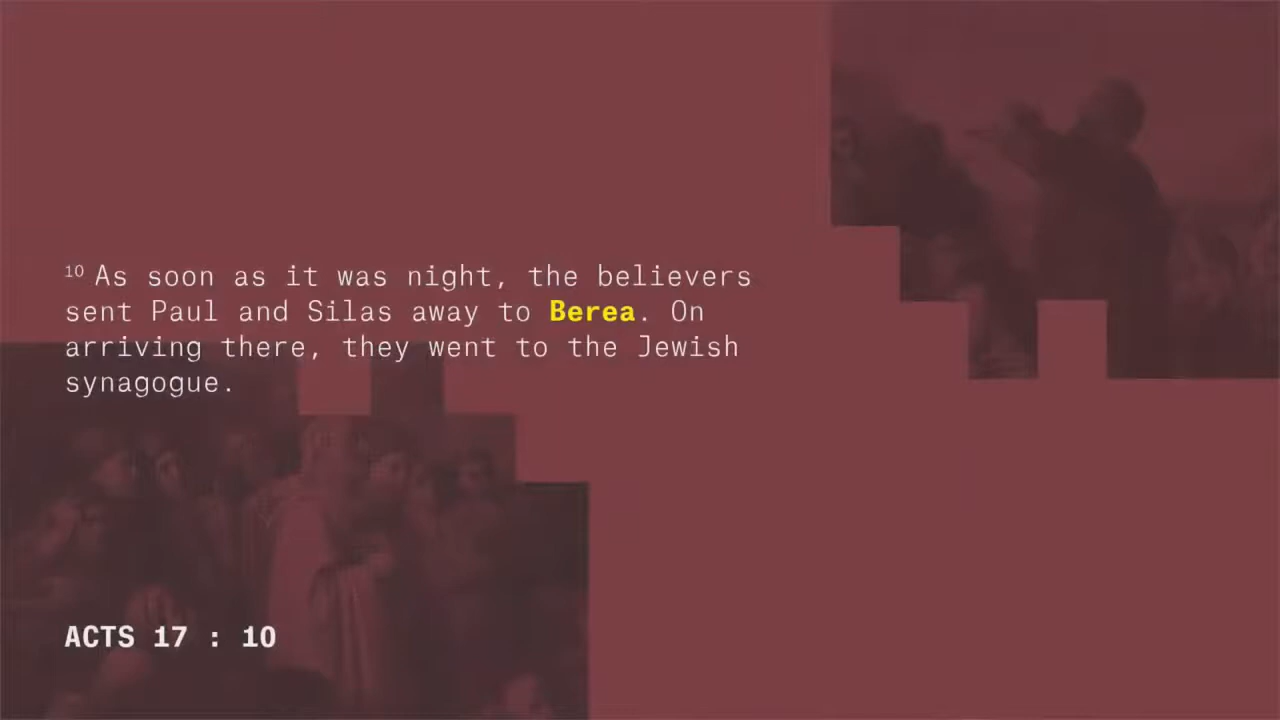 10 As soon as it was night, the believers
sent Paul and Silas away to Berea. On
arriving there, they went to the Jewish
synagogue.
ACTS 17 : 10